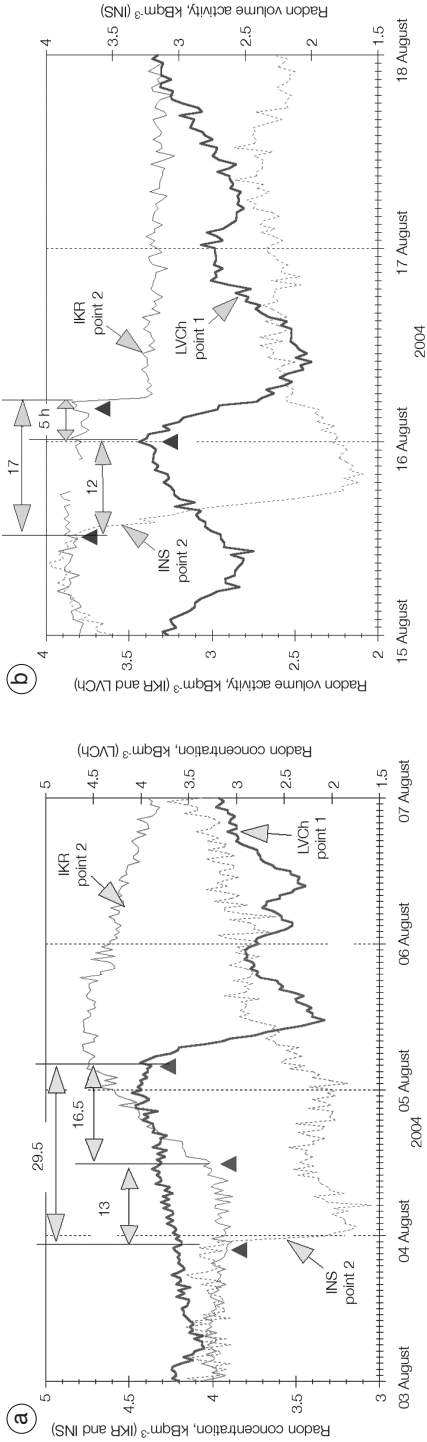 a
Radon concentration, kBqm⁻³ (IKR and INS)
5
4.5
4
3.5
3
Radon concentration, kBqm⁻³ (LVCh)
5
4.5
4
3.5
3
2.5
2
1.5
29.5
16.5
13
IKR
point 2
INS
point 2
LVCh
point 1
03 August
04 August
05 August
06 August
07 August
2004
b
Radon volume activity, kBqm⁻³ (IKR and LVCh)
4
3.5
3
2.5
2
Radon volume activity, kBqm⁻³ (INS)
4
3.5
3
2.5
2
1.5
17
5 h
12
IKR
point 2
LVCh
point 1
INS
point 2
15 August
16 August
17 August
18 August
2004